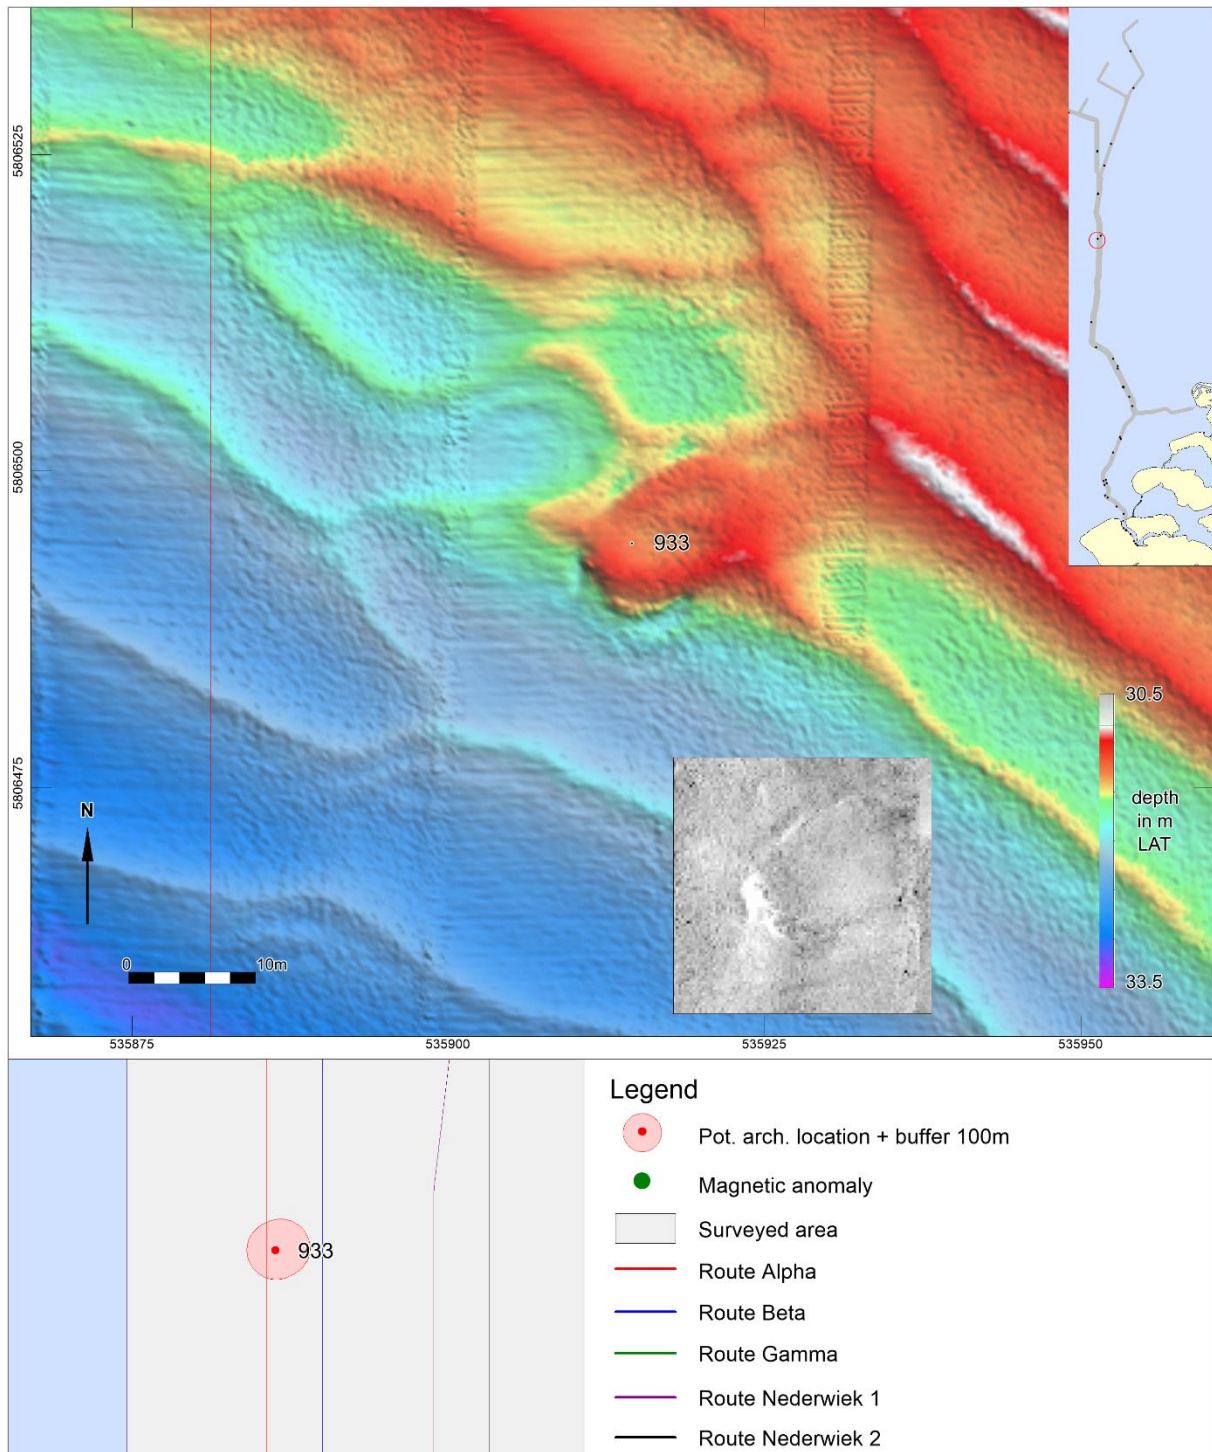 5806525
5806500
5806475
933
30.5
depth
in m
LAT
33.5
N
0 10m
535875 535900 535925 535950
933
Legend
Pot. arch. location + buffer 100m
Magnetic anomaly
Surveyed area
Route Alpha
Route Beta
Route Gamma
Route Nederwiek 1
Route Nederwiek 2